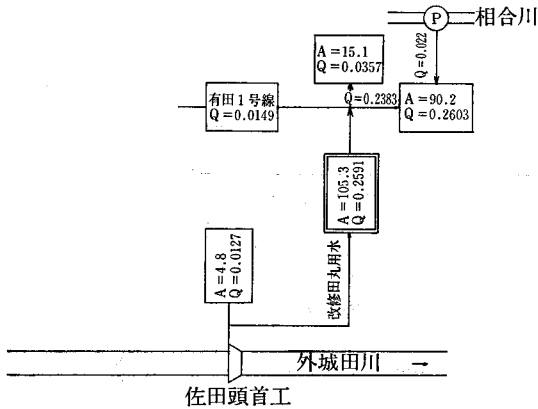 P
相合川
Q=0.022
A=15.1
Q=0.0357
有田1号線
Q=0.0149
Q=0.2383
A=90.2
Q=0.2603
A=105.3
Q=0.2591
改修田丸用水
A=4.8
Q=0.0127
外城田川 →
佐田頭首工